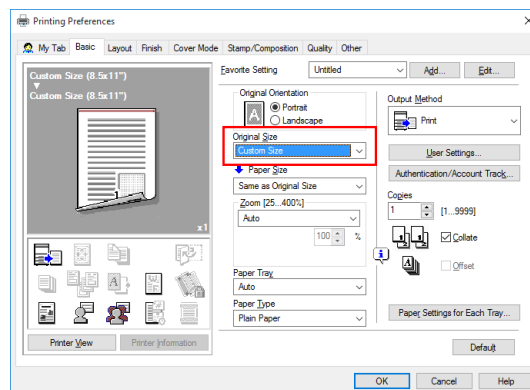 Printing Preferences
My Tab Basic Layout Finish Cover Mode Stamp/Composition Quality Other
Custom Size (8.5x11")
Custom Size (8.5x11")
1
x1
Printer View Printer Information
Favorite Setting Untitled Add... Edit...
Original Orientation
A Portrait
Landscape
Original Size
Custom Size
Paper Size
Same as Original Size
Zoom [25...400%]
Auto
100 %
Paper Tray
Auto
Paper Type
Plain Paper
Output Method
Print
User Settings...
Authentication/Account Track...
Copies
1 [1...9999]
Collate
Offset
Paper Settings for Each Tray...
Default
OK Cancel Help